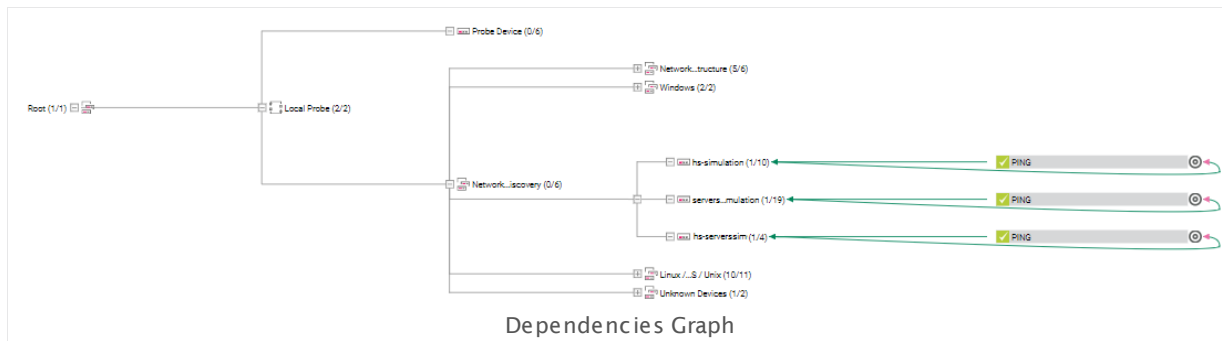 Probe Device (0/6)
Network...tructure (5/6)
Windows (2/2)
Root (1/1)
Local Probe (2/2)
hs-simulation (1/10)
PING
Network...iscovery (0/6)
servers...mulation (1/19)
PING
hs-serverssim (1/4)
PING
Linux /...S / Unix (10/11)
Unknown Devices (1/2)
Dependencies Graph